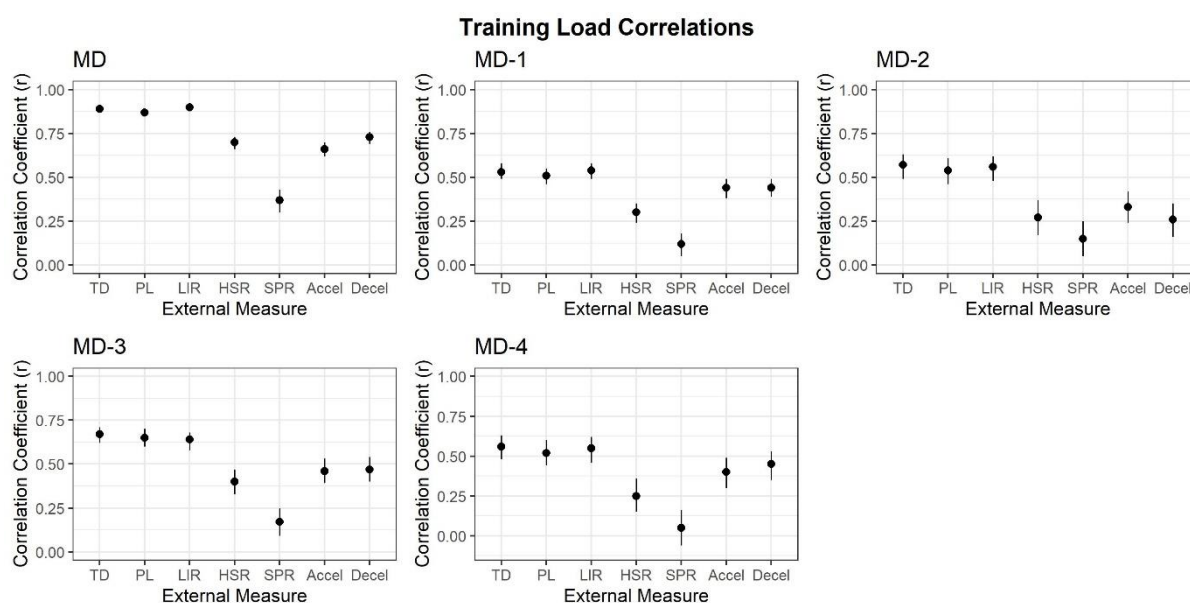 Training Load Correlations
MD
Correlation Coefficient (r)
1.00
0.75
0.50
0.25
0.00
TD PL LIR HSR SPR Accel Decel
External Measure
MD-1
Correlation Coefficient (r)
1.00
0.75
0.50
0.25
0.00
TD PL LIR HSR SPR Accel Decel
External Measure
MD-2
Correlation Coefficient (r)
1.00
0.75
0.50
0.25
0.00
TD PL LIR HSR SPR Accel Decel
External Measure
MD-3
Correlation Coefficient (r)
1.00
0.75
0.50
0.25
0.00
TD PL LIR HSR SPR Accel Decel
External Measure
MD-4
Correlation Coefficient (r)
1.00
0.75
0.50
0.25
0.00
TD PL LIR HSR SPR Accel Decel
External Measure